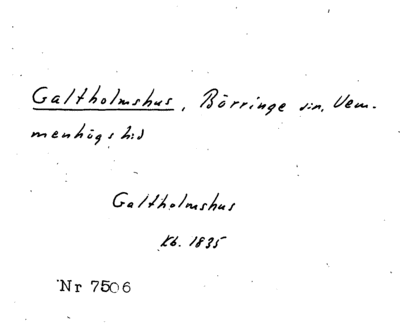 Galtholmshus, Börringe sn, Vem-
menhögs hd
Galtholmshus
Kb. 1835
Nr 7506